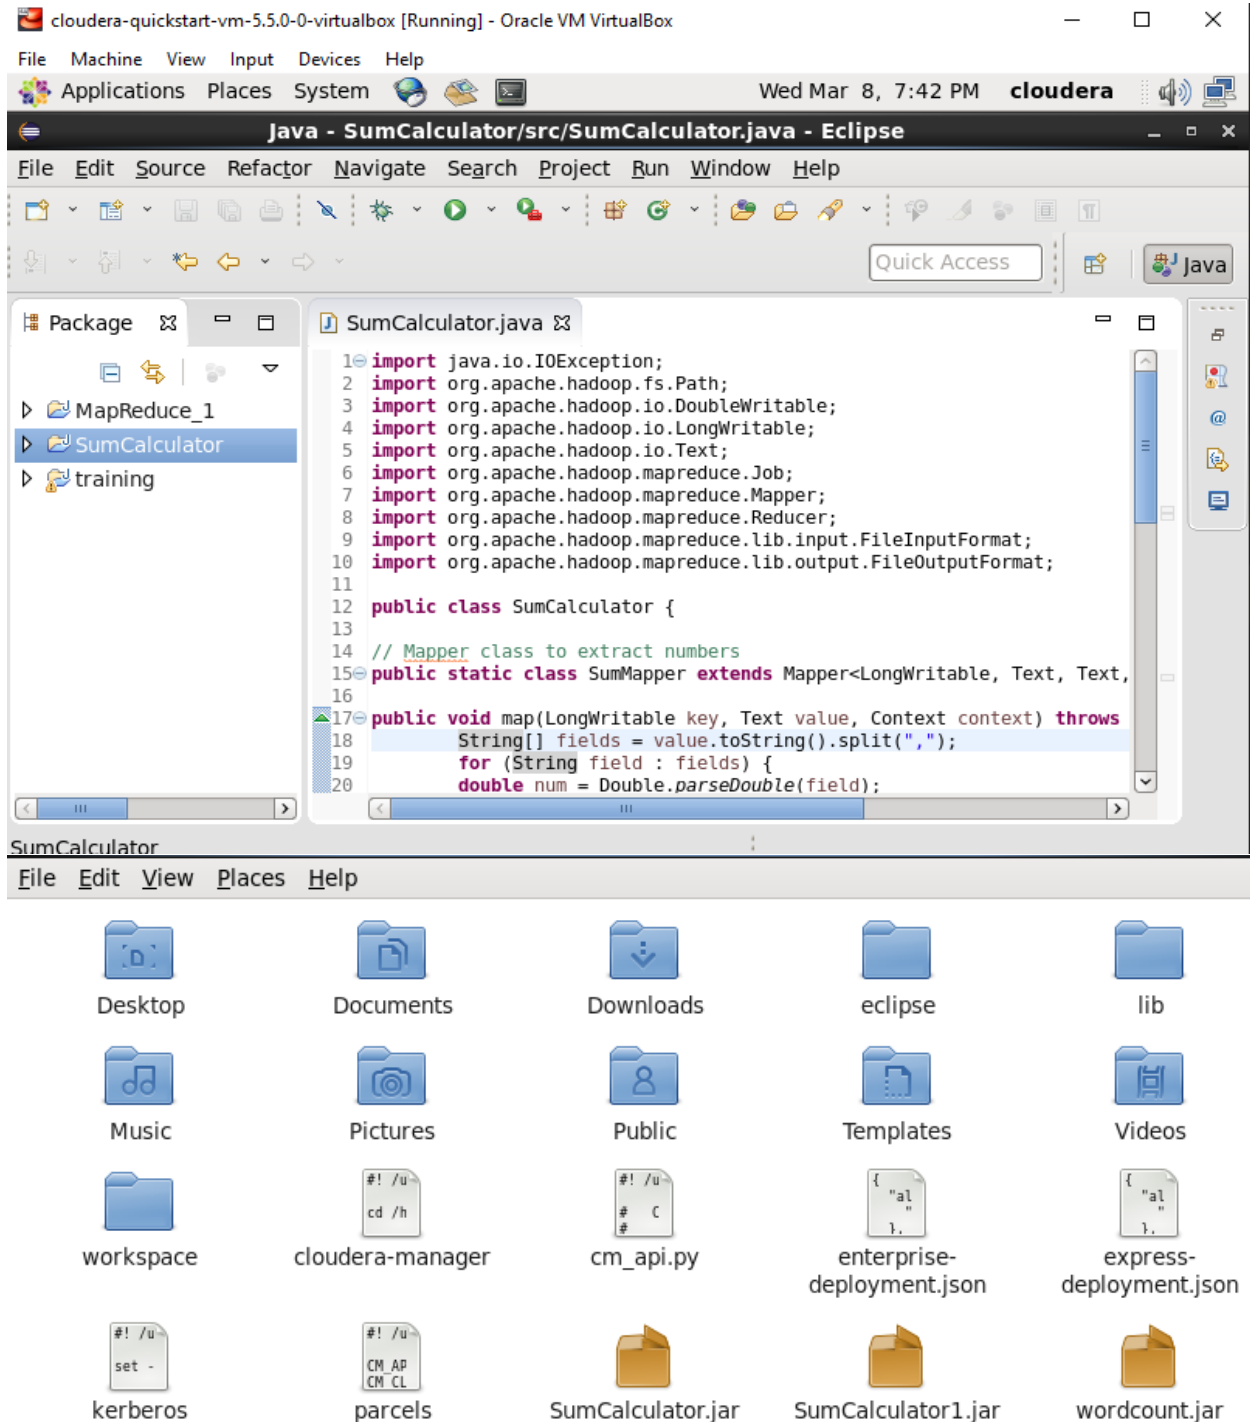 cloudera-quickstart-vm-5.5.0-0-virtualbox [Running] - Oracle VM VirtualBox
File Machine View Input Devices Help
Applications Places System Wed Mar 8, 7:42 PM cloudera
Java - SumCalculator/src/SumCalculator.java - Eclipse
File Edit Source Refactor Navigate Search Project Run Window Help
Quick Access Java
Package SumCalculator.java
MapReduce_1
SumCalculator
training
1 import java.io.IOException;
2 import org.apache.hadoop.fs.Path;
3 import org.apache.hadoop.io.DoubleWritable;
4 import org.apache.hadoop.io.LongWritable;
5 import org.apache.hadoop.io.Text;
6 import org.apache.hadoop.mapreduce.Job;
7 import org.apache.hadoop.mapreduce.Mapper;
8 import org.apache.hadoop.mapreduce.Reducer;
9 import org.apache.hadoop.mapreduce.lib.input.FileInputFormat;
10 import org.apache.hadoop.mapreduce.lib.output.FileOutputFormat;
11
12 public class SumCalculator {
13
14 // Mapper class to extract numbers
15 public static class SumMapper extends Mapper<LongWritable, Text, Text,
16
17 public void map(LongWritable key, Text value, Context context) throws
18 String[] fields = value.toString().split(",");
19 for (String field : fields) {
20 double num = Double.parseDouble(field);
SumCalculator
File Edit View Places Help
Desktop Documents Downloads eclipse lib
Music Pictures Public Templates Videos
#! /u #! /u { {
cd /h # C "al "al
# " "
}, },
workspace cloudera-manager cm_api.py enterprise- express-
deployment.json deployment.json
#! /u #! /u
set - CM_AP
CM_CL
kerberos parcels SumCalculator.jar SumCalculator1.jar wordcount.jar